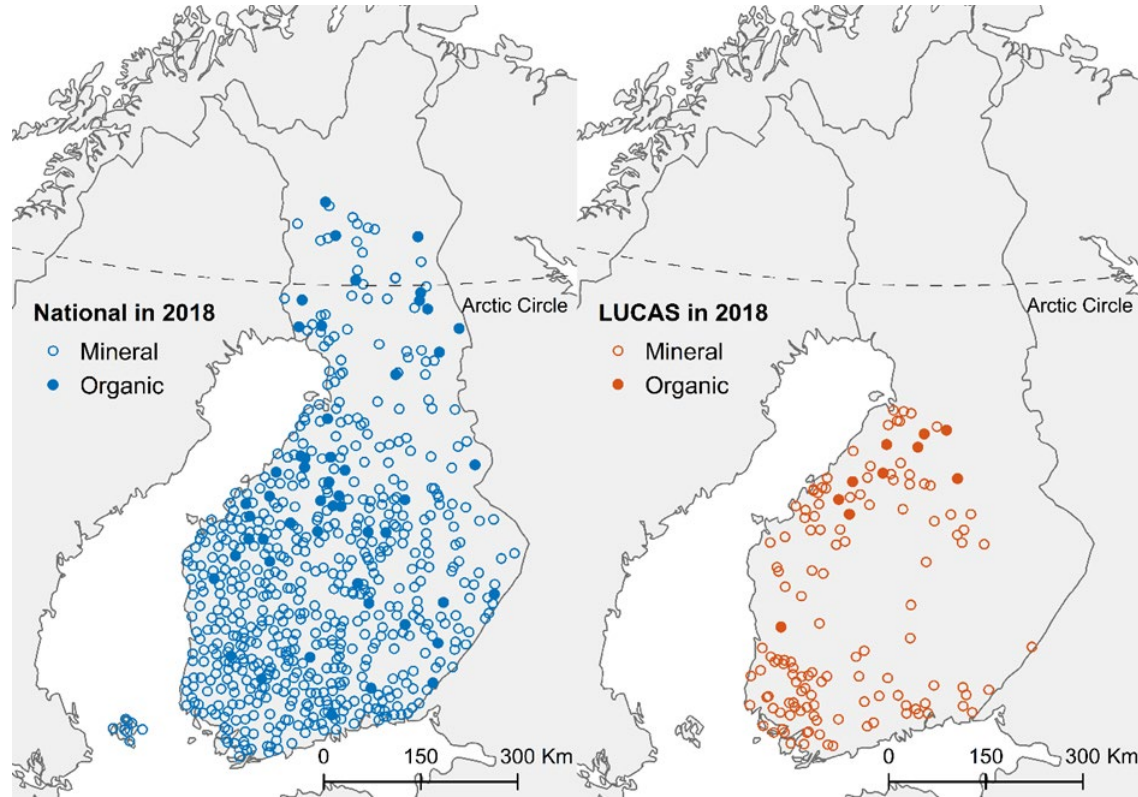 Arctic Circle
National in 2018
Mineral
Organic
0 150 300 Km
Arctic Circle
LUCAS in 2018
Mineral
Organic
0 150 300 Km